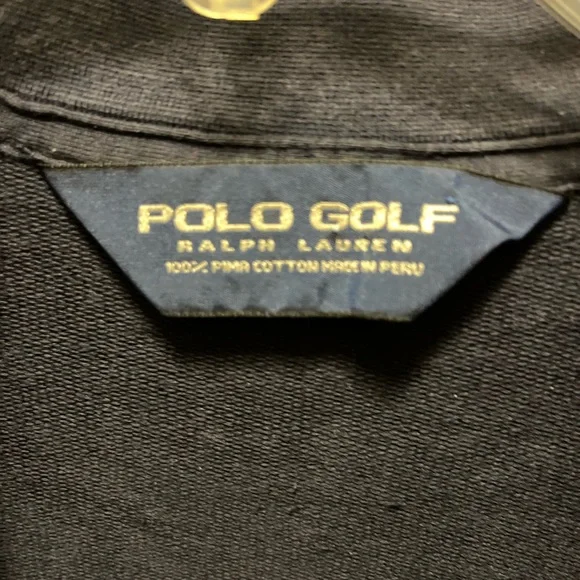 POLO GOLF
RALPH LAUREN
100% PIMA COTTON MADE IN PERU